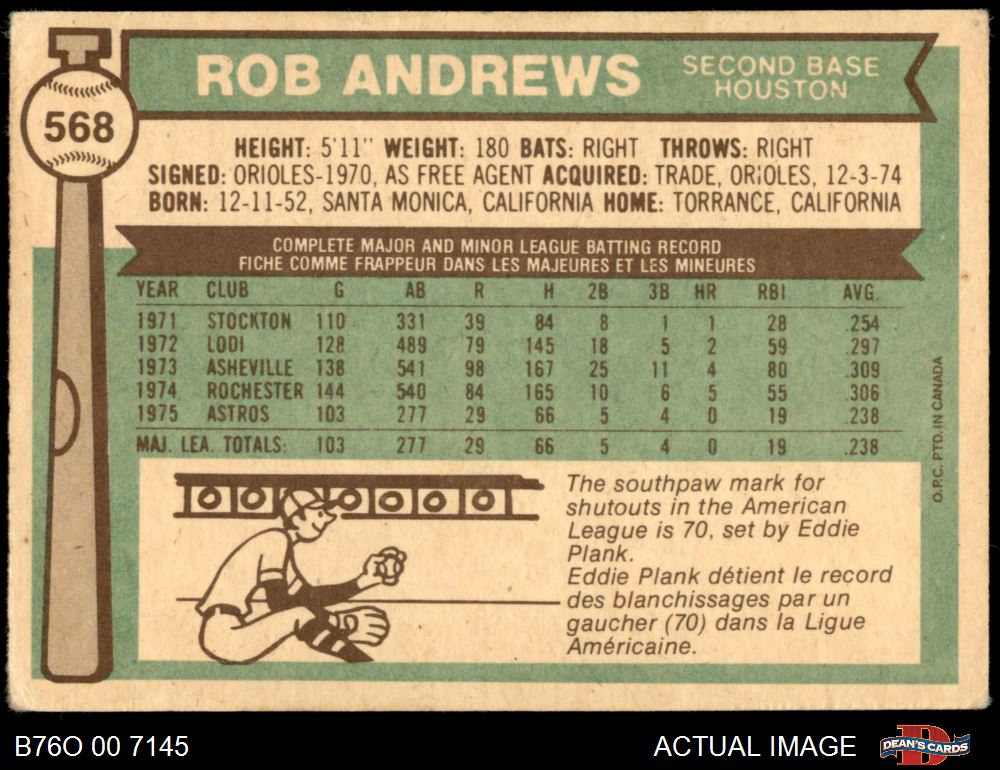 568
ROB ANDREWS SECOND BASE
HOUSTON
HEIGHT: 5'11" WEIGHT: 180 BATS: RIGHT THROWS: RIGHT
SIGNED: ORIOLES-1970, AS FREE AGENT ACQUIRED: TRADE, ORIOLES, 12-3-74
BORN: 12-11-52, SANTA MONICA, CALIFORNIA HOME: TORRANCE, CALIFORNIA
COMPLETE MAJOR AND MINOR LEAGUE BATTING RECORD
FICHE COMME FRAPPEUR DANS LES MAJEURES ET LES MINEURES
YEAR CLUB G AB R H 2B 3B HR RBI AVG.
1971 STOCKTON 110 331 39 84 8 1 1 28 .254
1972 LODI 128 489 79 145 18 5 2 59 .297
1973 ASHEVILLE 138 541 98 167 25 11 4 80 .309
1974 ROCHESTER 144 540 84 165 10 6 5 55 .306
1975 ASTROS 103 277 29 66 5 4 0 19 .238
MAJ. LEA. TOTALS: 103 277 29 66 5 4 0 19 .238
O.P.C. PTD. IN CANADA
0 0 0 0 0 0
The southpaw mark for
shutouts in the American
League is 70, set by Eddie
Plank.
Eddie Plank détient le record
des blanchissages par un
gaucher (70) dans la Ligue
Américaine.
B76O 00 7145 ACTUAL IMAGE DEAN'S CARDS